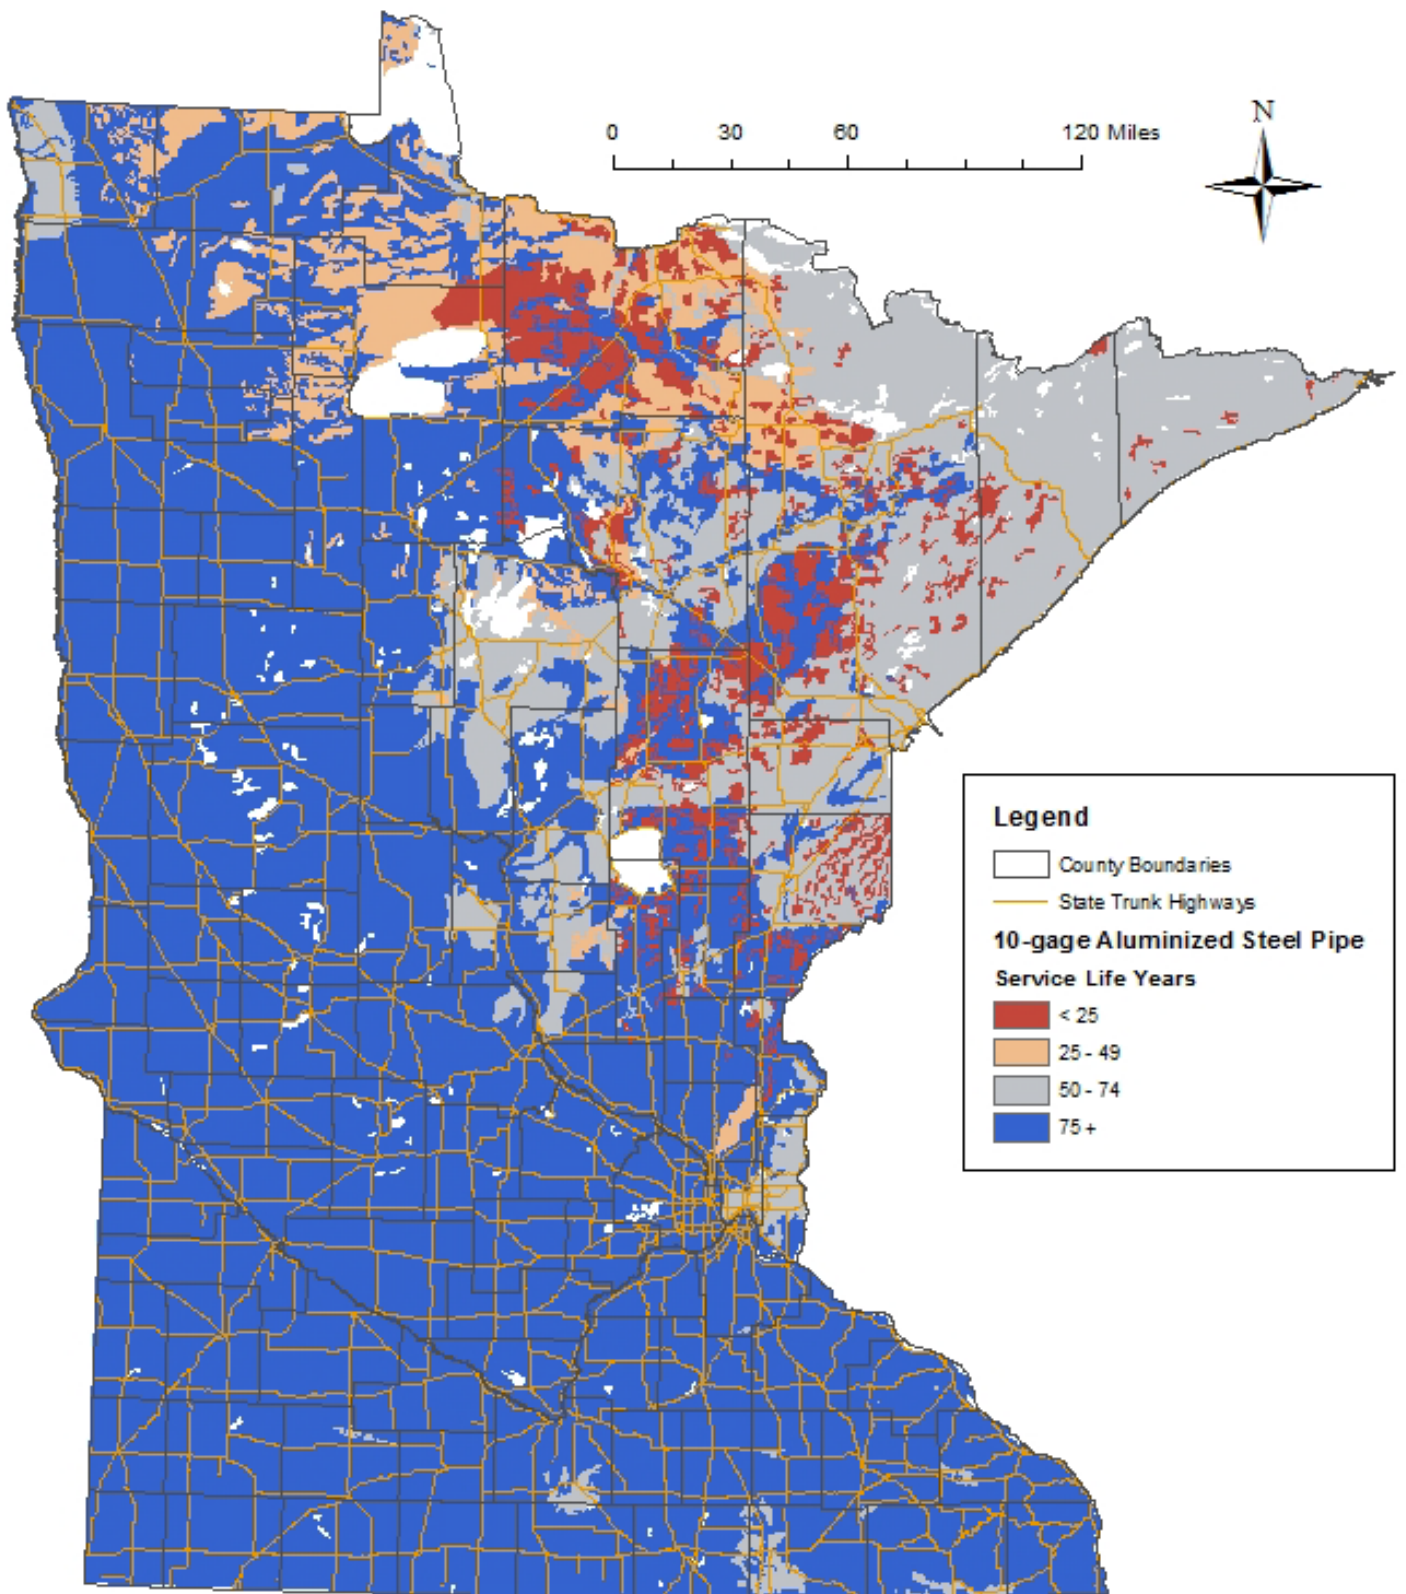 N
0 30 60 120 Miles
Legend
County Boundaries
State Trunk Highways
10-gage Aluminized Steel Pipe
Service Life Years
< 25
25 - 49
50 - 74
75 +